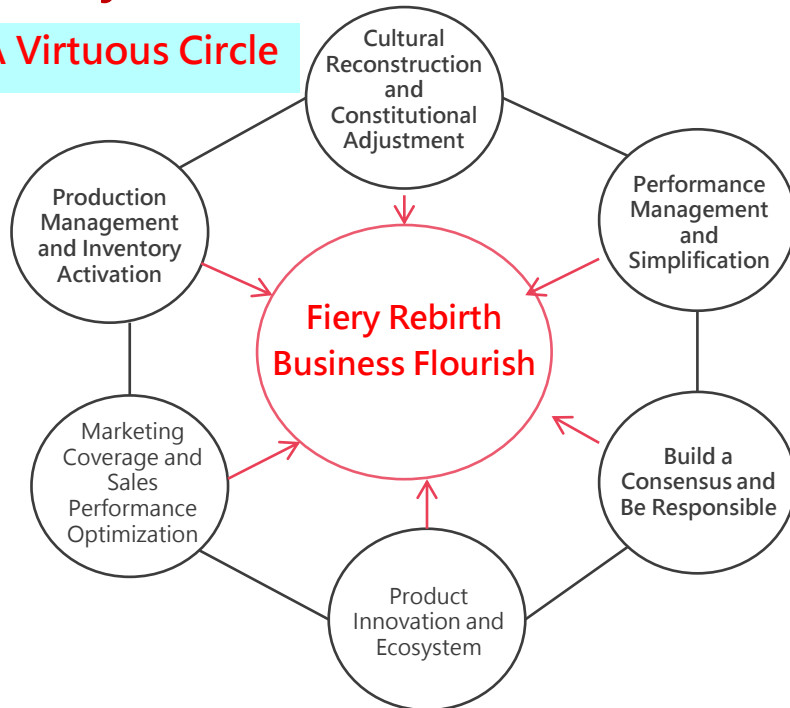 A Virtuous Circle
Cultural
Reconstruction
and
Constitutional
Adjustment
Performance
Management
and
Simplification
Build a
Consensus and
Be Responsible
Product
Innovation and
Ecosystem
Marketing
Coverage and
Sales
Performance
Optimization
Production
Management
and Inventory
Activation
Fiery Rebirth
Business Flourish